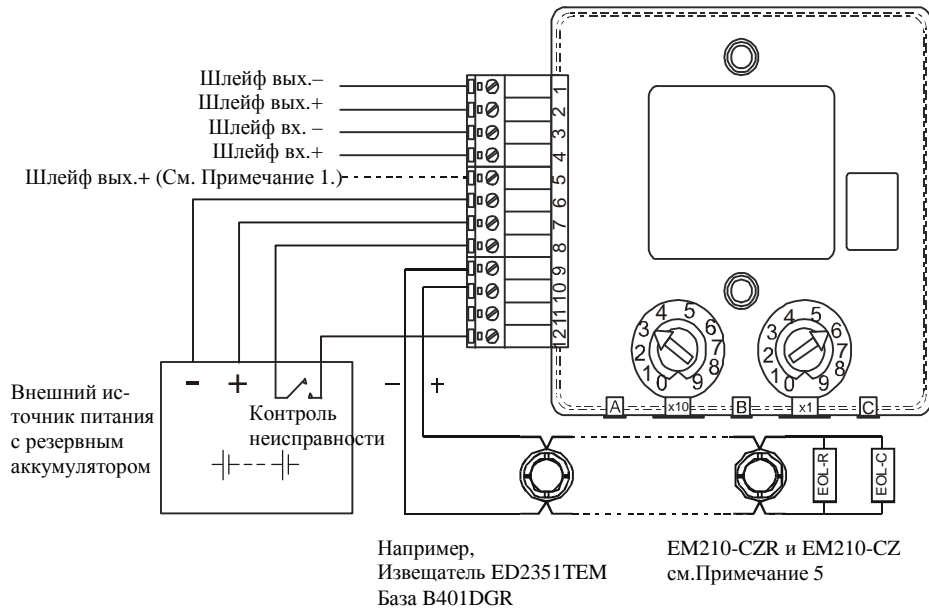 Шлейф вых.–
Шлейф вых.+
Шлейф вх. –
Шлейф вх.+
Шлейф вых.+ (См. Примечание 1.)
1
2
3
4
5
6
7
8
9
10
11
12
0 1 2 3 4 5 6 7 8 9
0 1 2 3 4 5 6 7 8 9
A
x10
B
x1
C
- +
Контроль
неисправности
Внешний ис-
точник питания
с резервным
аккумулятором
– +
EOL-R
EOL-C
Например,
Извещатель ED2351TEM
База B401DGR
EM210-CZR и EM210-CZ
см.Примечание 5